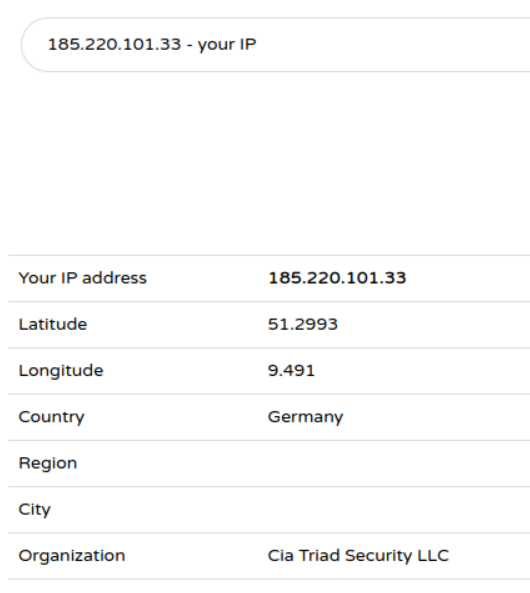 185.220.101.33 - your IP
Your IP address 185.220.101.33
Latitude 51.2993
Longitude 9.491
Country Germany
Region
City
Organization Cia Triad Security LLC